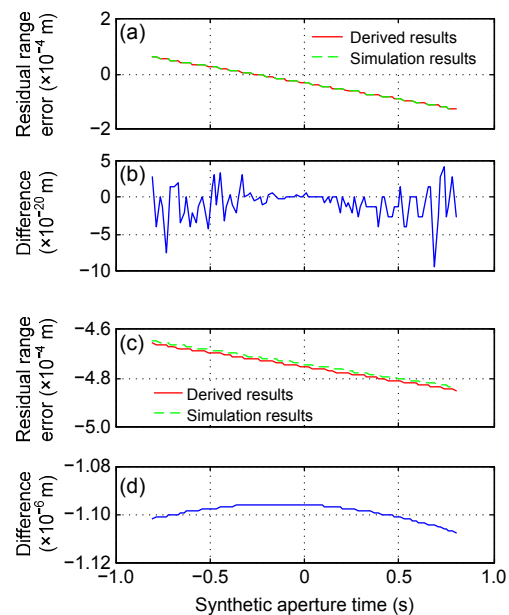 (a)
Derived results
Simulation results
Residual range
error (×10⁻⁴ m)
2
0
−2
(b)
Difference
(×10⁻²⁰ m)
5
0
−5
−10
(c)
Derived results
Simulation results
Residual range
error (×10⁻⁴ m)
−4.6
−4.8
−5.0
(d)
Difference
(×10⁻⁶ m)
−1.08
−1.10
−1.12
−1.0 −0.5 0 0.5 1.0
Synthetic aperture time (s)